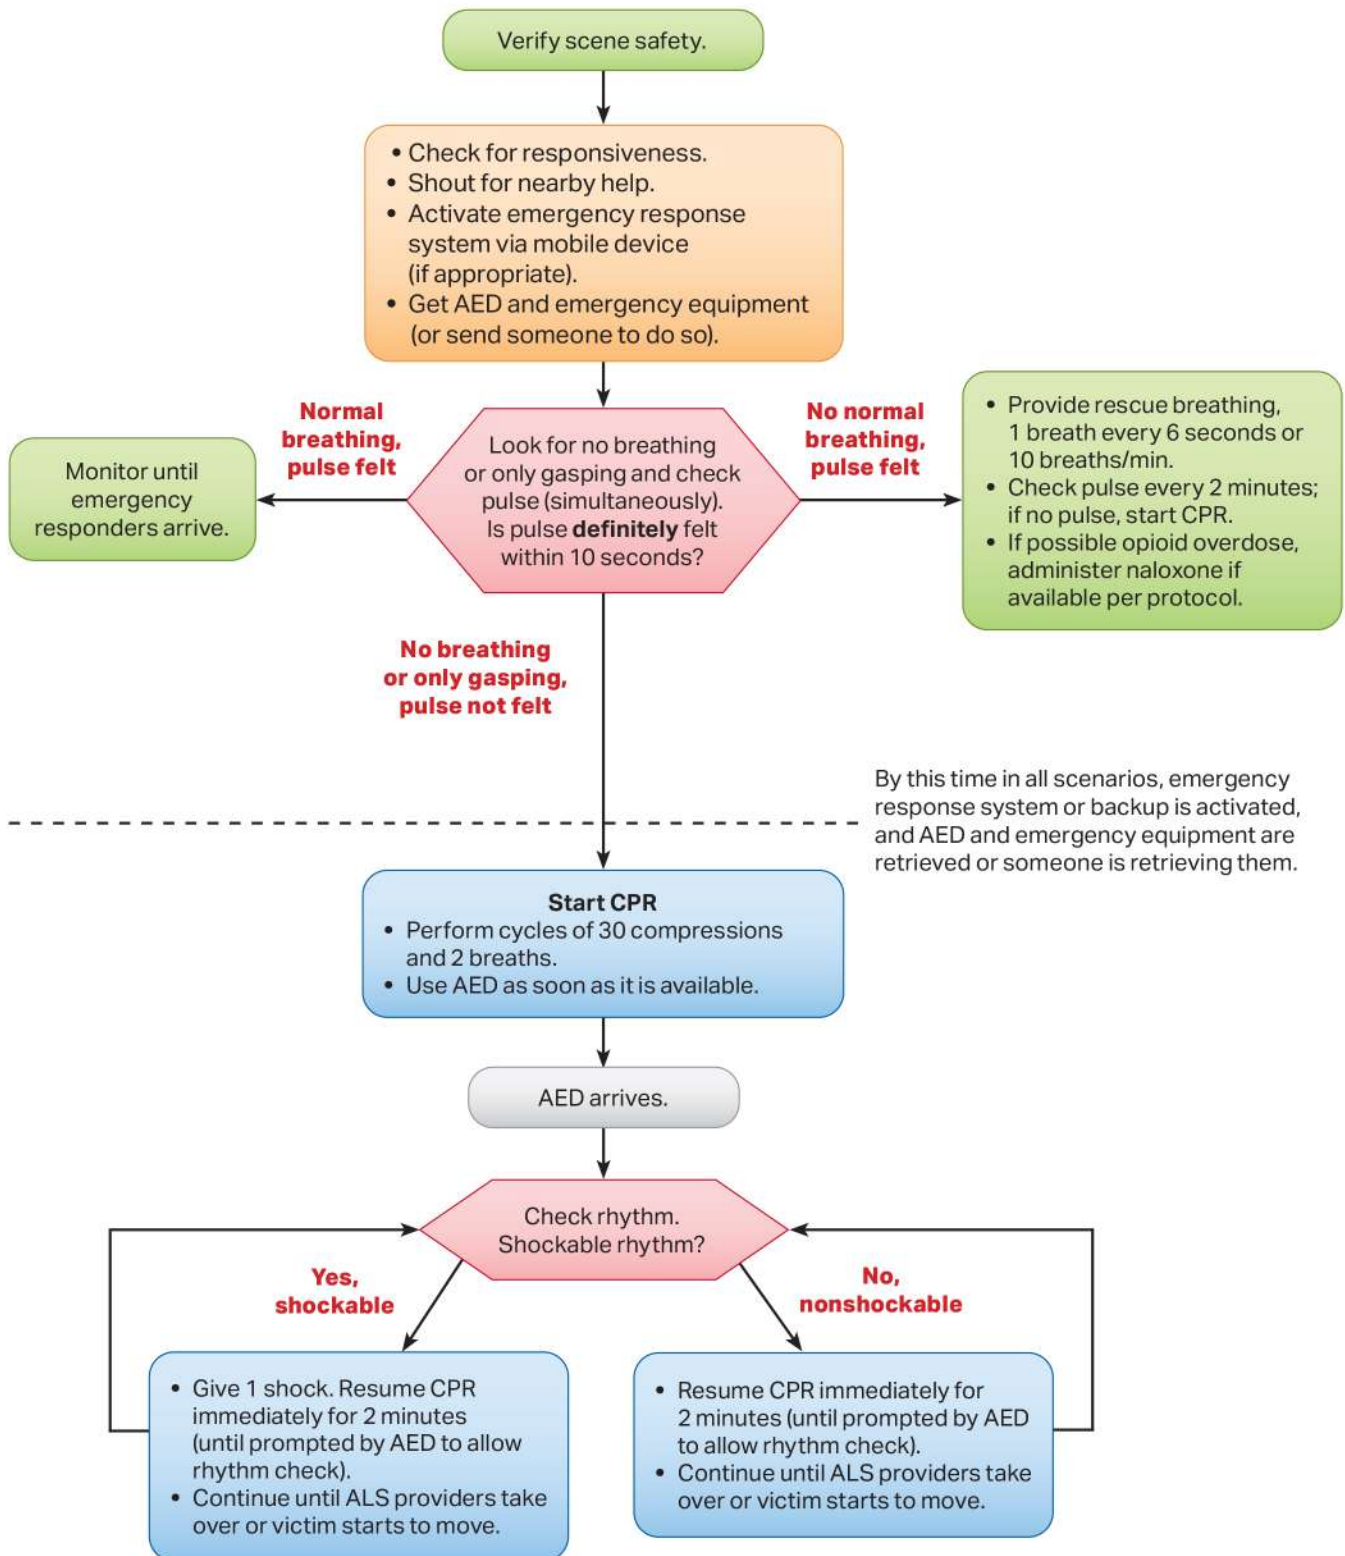 Verify scene safety.
• Check for responsiveness.
• Shout for nearby help.
• Activate emergency response
system via mobile device
(if appropriate).
• Get AED and emergency equipment
(or send someone to do so).
Normal
breathing,
pulse felt
Monitor until
emergency
responders arrive.
Look for no breathing
or only gasping and check
pulse (simultaneously).
Is pulse definitely felt
within 10 seconds?
No normal
breathing,
pulse felt
• Provide rescue breathing,
1 breath every 6 seconds or
10 breaths/min.
• Check pulse every 2 minutes;
if no pulse, start CPR.
• If possible opioid overdose,
administer naloxone if
available per protocol.
No breathing
or only gasping,
pulse not felt
By this time in all scenarios, emergency
response system or backup is activated,
and AED and emergency equipment are
retrieved or someone is retrieving them.
Start CPR
• Perform cycles of 30 compressions
and 2 breaths.
• Use AED as soon as it is available.
AED arrives.
Check rhythm.
Shockable rhythm?
Yes,
shockable
No,
nonshockable
• Give 1 shock. Resume CPR
immediately for 2 minutes
(until prompted by AED to allow
rhythm check).
• Continue until ALS providers take
over or victim starts to move.
• Resume CPR immediately for
2 minutes (until prompted by AED
to allow rhythm check).
• Continue until ALS providers take
over or victim starts to move.